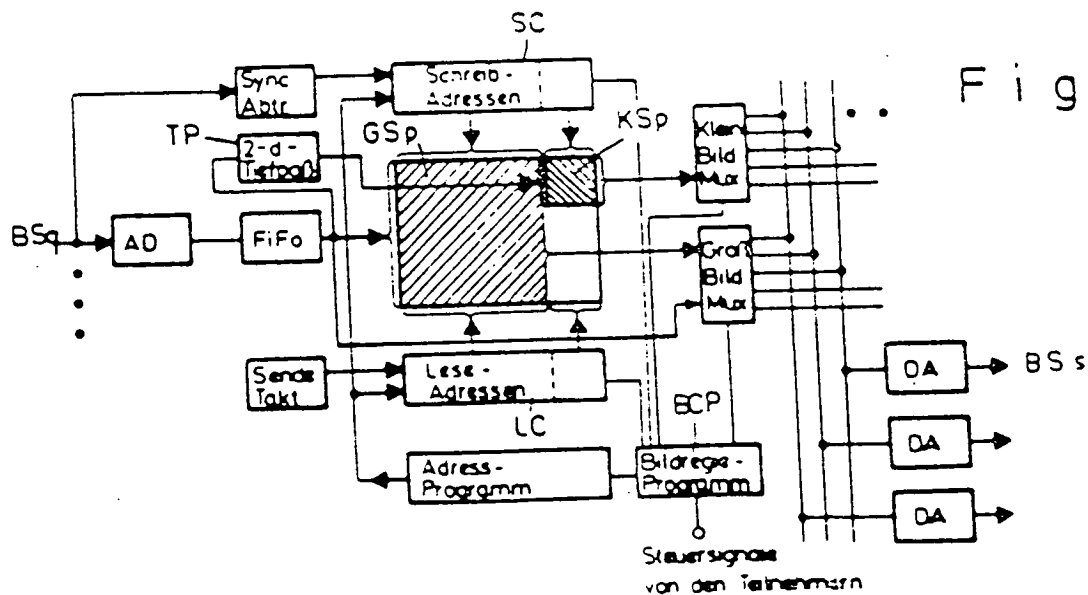 SC
Sync
Abtr.
Schreib-
Adressen
Fig
TP
2-d-
Tiefpaß
GSp
KSp
Klein
Bild
Mux
BSq
AD
FiFo
Groß
Bild
Mux
Sende
Takt
Lese-
Adressen
LC
BCP
DA
BSs
Adress-
Programm
Bildregie-
Programm
DA
DA
Steuersignale
von den Teilnehmern